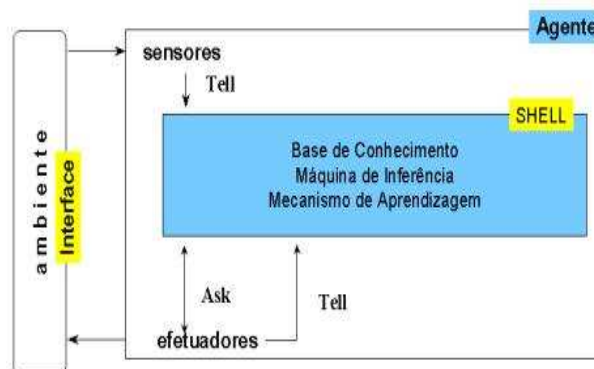 Agente
sensores
Tell
SHELL
Base de Conhecimento
Máquina de Inferência
Mecanismo de Aprendizagem
ambiente
Interface
Ask
Tell
efetuadores